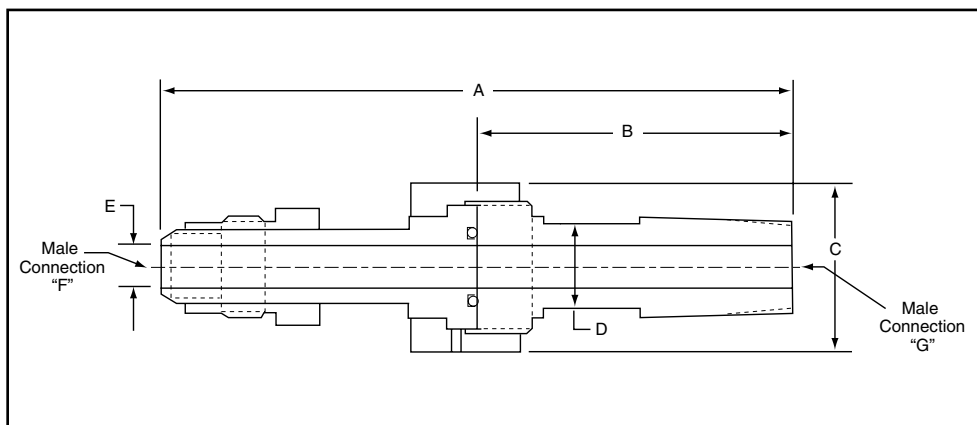 A
B
E
Male
Connection
“F”
C
D
Male
Connection
“G”